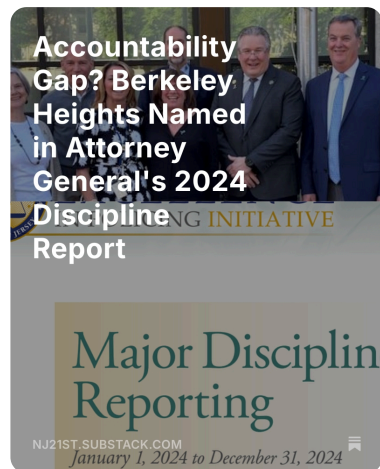 Accountability
Gap? Berkeley
Heights Named
in Attorney
General's 2024
Discipline
Report
INITIATIVE
Major Disciplin
Reporting
January 1, 2024 to December 31, 2024
NJ21ST.SUBSTACK.COM